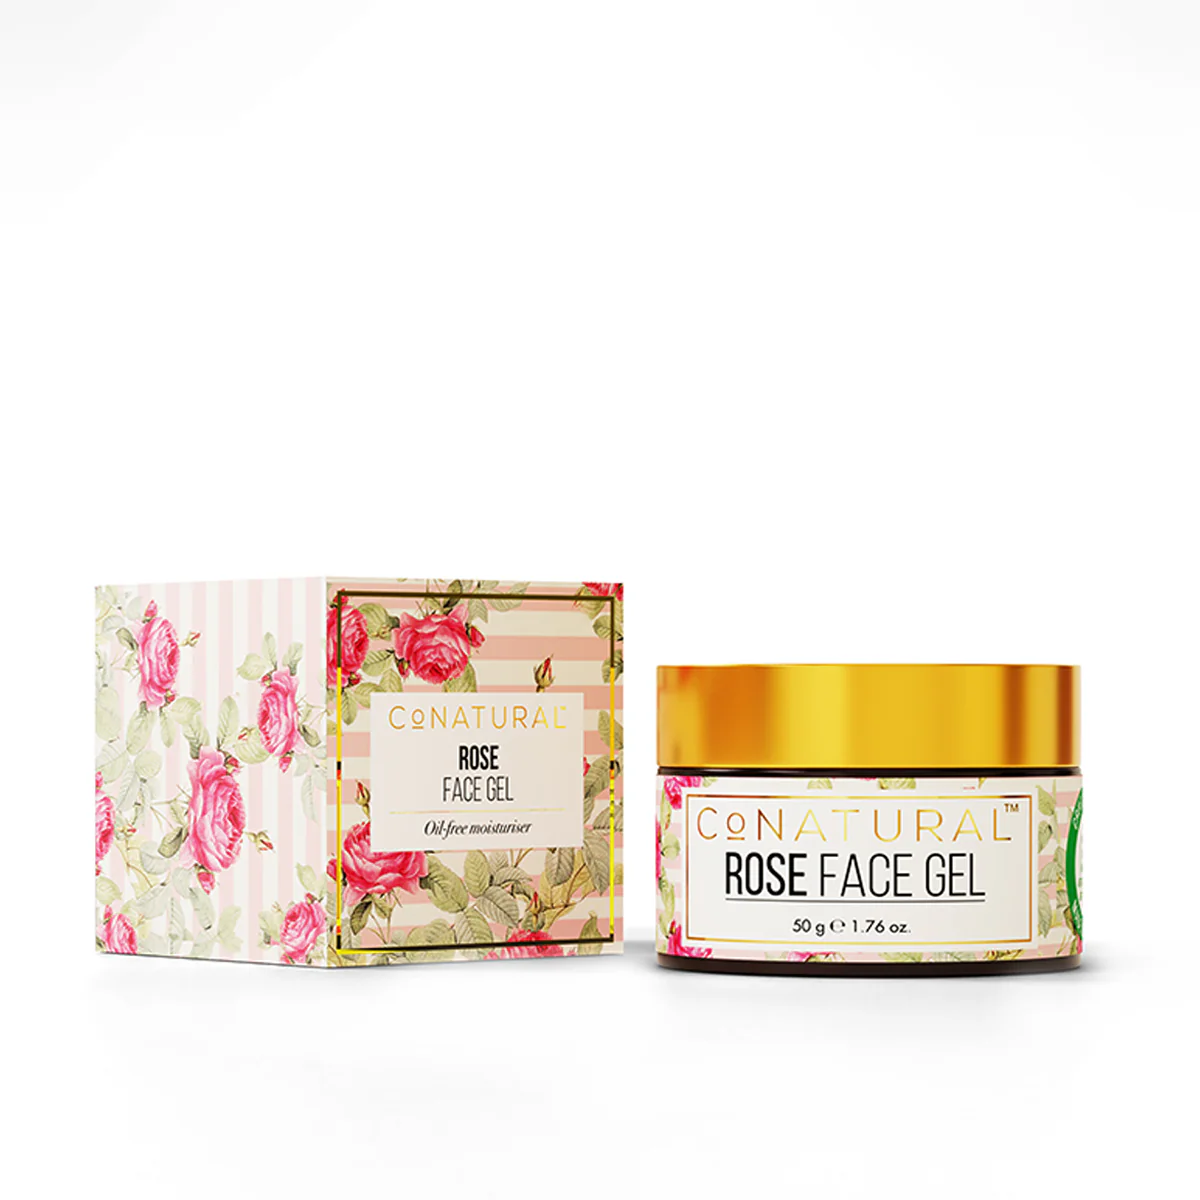 CoNATURAL™
ROSE
FACE GEL
Oil-free moisturiser
CoNATURAL™
ROSE FACE GEL
50 g ℮ 1.76 oz.